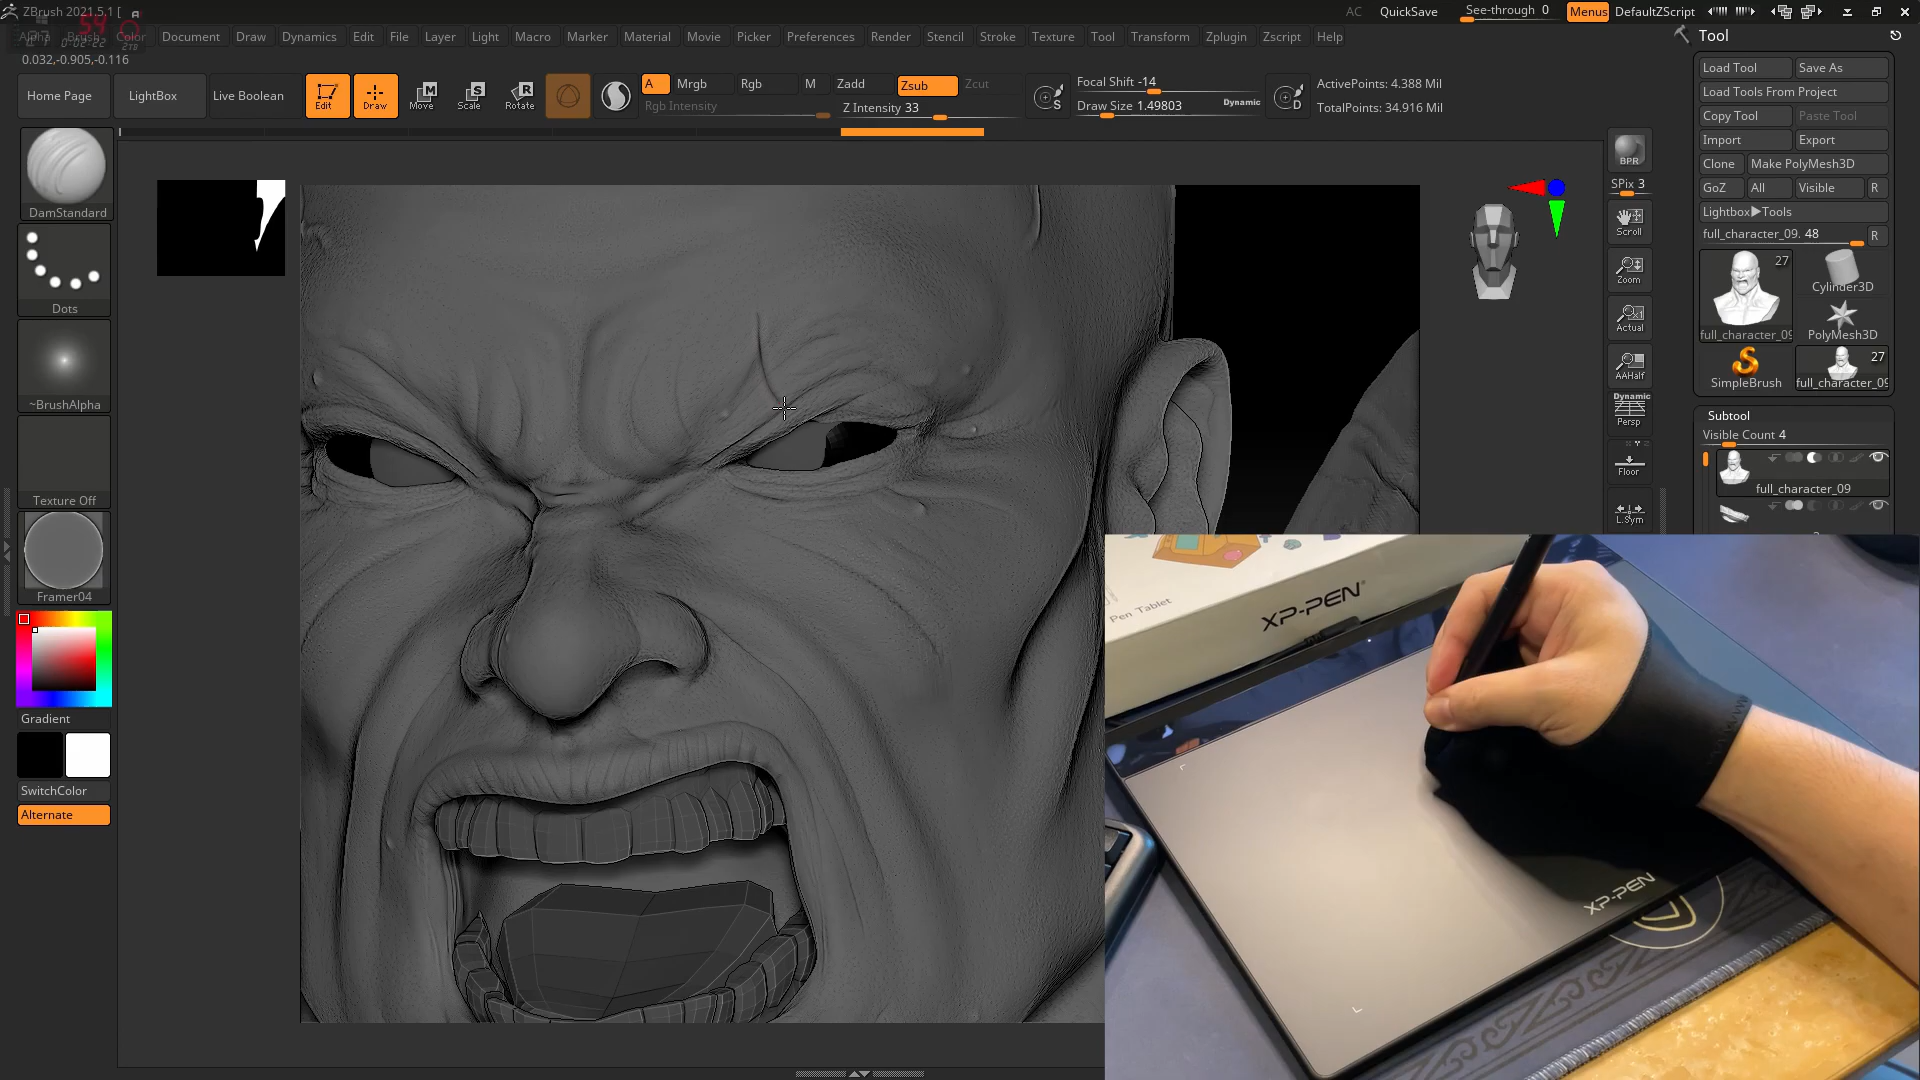 ZBrush 2021.5.1 [
AC
QuickSave
See-through 0
Menus
DefaultZScript
Alpha
Brush
Color
Document
Draw
Dynamics
Edit
File
Layer
Light
Macro
Marker
Material
Movie
Picker
Preferences
Render
Stencil
Stroke
Texture
Tool
Transform
Zplugin
Zscript
Help
0.032,-0.905,-0.116
Home Page
LightBox
Live Boolean
Edit
Draw
Move
Scale
Rotate
A
Mrgb
Rgb
M
Zadd
Zsub
Zcut
Rgb Intensity
Z Intensity 33
Focal Shift -14
Draw Size 1.49803
Dynamic
ActivePoints: 4.388 Mil
TotalPoints: 34.916 Mil
DamStandard
Dots
~BrushAlpha
Texture Off
Framer04
Gradient
SwitchColor
Alternate
BPR
SPix 3
Scroll
Zoom
Actual
AAHalf
Dynamic
Persp
Floor
L.Sym
Tool
Load Tool
Save As
Load Tools From Project
Copy Tool
Paste Tool
Import
Export
Clone
Make PolyMesh3D
GoZ
All
Visible
R
Lightbox▶Tools
full_character_09. 48
R
27
Cylinder3D
full_character_09
PolyMesh3D
27
SimpleBrush
full_character_09
Subtool
Visible Count 4
full_character_09
Pen Tablet
XP-PEN
XP-PEN